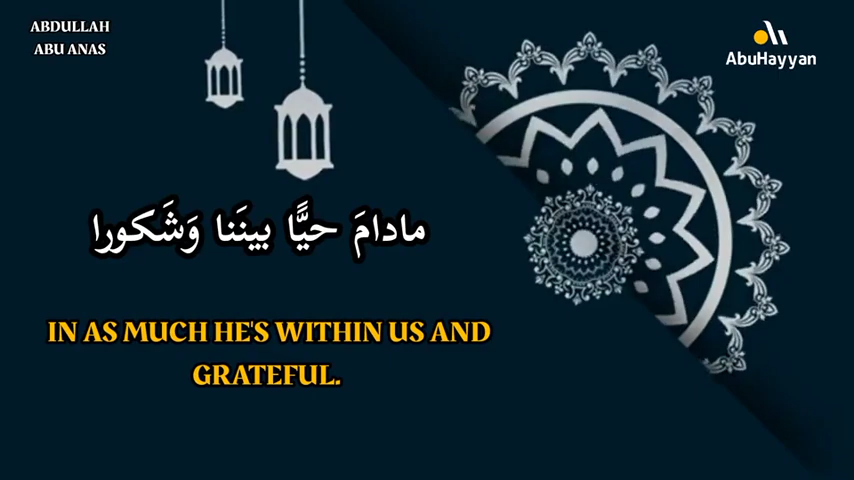 ABDULLAH
ABU ANAS
AbuHayyan
مادامَ حيًّا بينَنا وَشَكورا
IN AS MUCH HE'S WITHIN US AND
GRATEFUL.